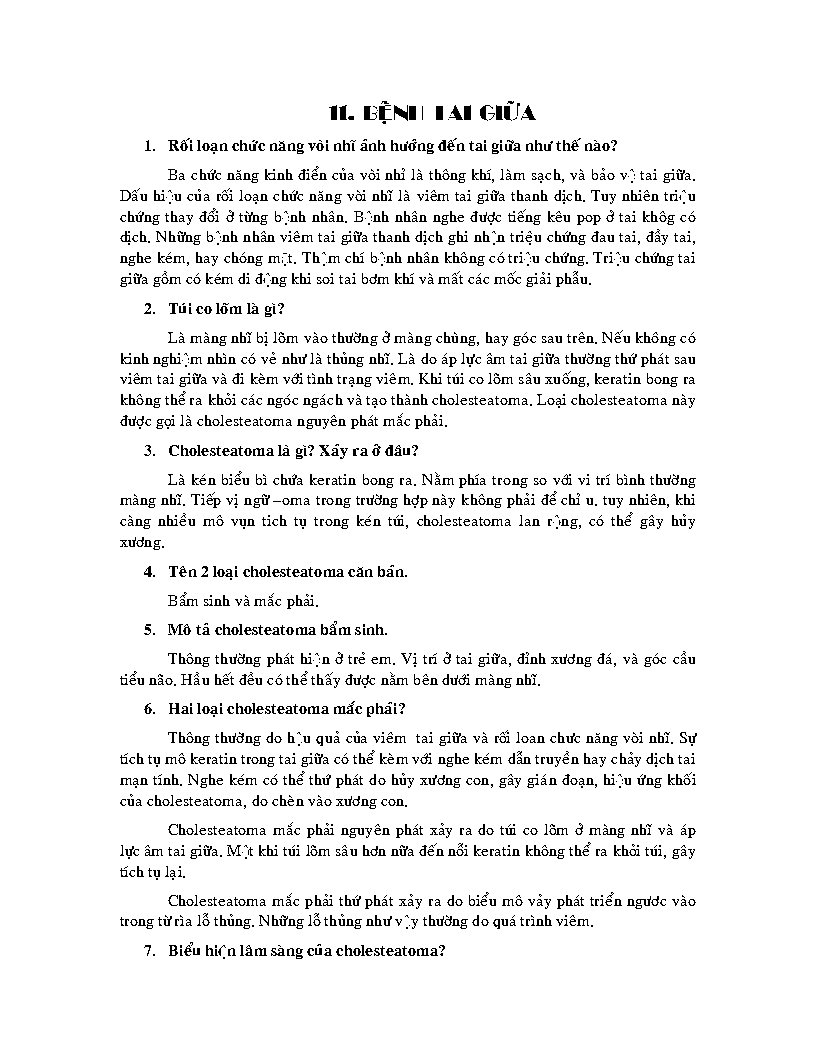 11. BỆNH TAI GIỮA
1. Rối loạn chức năng vòi nhĩ ảnh hưởng đến tai giữa như thế nào?
Ba chức năng kinh điển của vòi nhỉ là thông khí, làm sạch, và bảo vệ tai giữa.
Dấu hiệu của rối loạn chức năng vòi nhĩ là viêm tai giữa thanh dịch. Tuy nhiên triệu
chứng thay đổi ở từng bệnh nhân. Bệnh nhân nghe được tiếng kêu pop ở tai khôg có
dịch. Những bệnh nhân viêm tai giữa thanh dịch ghi nhận triệu chứng đau tai, đầy tai,
nghe kém, hay chóng mặt. Thậm chí bệnh nhân không có triệu chứng. Triệu chứng tai
giữa gồm có kém di động khi soi tai bơm khí và mất các mốc giải phẫu.
2. Túi co lõm là gì?
Là màng nhĩ bị lõm vào thường ở màng chùng, hay góc sau trên. Nếu không có
kinh nghiệm nhìn có vẻ như là thủng nhĩ. Là do áp lực âm tai giữa thường thứ phát sau
viêm tai giữa và đi kèm với tình trạng viêm. Khi túi co lõm sâu xuống, keratin bong ra
không thể ra khỏi các ngóc ngách và tạo thành cholesteatoma. Loại cholesteatoma này
được gọi là cholesteatoma nguyên phát mắc phải.
3. Cholesteatoma là gì? Xảy ra ở đâu?
Là kén biểu bì chứa keratin bong ra. Nằm phía trong so với vi trí bình thường
màng nhĩ. Tiếp vị ngữ –oma trong trường hợp này không phải để chỉ u. tuy nhiên, khi
càng nhiều mô vụn tich tụ trong kén túi, cholesteatoma lan rộng, có thể gây hủy
xương.
4. Tên 2 loại cholesteatoma căn bản.
Bẩm sinh và mắc phải.
5. Mô tả cholesteatoma bẩm sinh.
Thông thường phát hiện ở trẻ em. Vị trí ở tai giữa, đỉnh xương đá, và góc cầu
tiểu não. Hầu hết đều có thể thấy được nằm bên dưới màng nhĩ.
6. Hai loại cholesteatoma mắc phải?
Thông thường do hậu quả của viêm tai giữa và rối loan chưc năng vòi nhĩ. Sự
tích tụ mô keratin trong tai giữa có thể kèm với nghe kém dẫn truyền hay chảy dịch tai
mạn tính. Nghe kém có thể thứ phát do hủy xương con, gây gián đoạn, hiệu ứng khối
của cholesteatoma, do chèn vào xương con.
Cholesteatoma mắc phải nguyên phát xảy ra do túi co lõm ở màng nhĩ và áp
lực âm tai giữa. Một khi túi lõm sâu hơn nữa đến nỗi keratin không thể ra khỏi túi, gây
tích tụ lại.
Cholesteatoma mắc phải thứ phát xảy ra do biểu mô vảy phát triển ngươc vào
trong từ rìa lỗ thủng. Những lỗ thủng như vậy thường do quá trình viêm.
7. Biểu hiện lâm sàng của cholesteatoma?